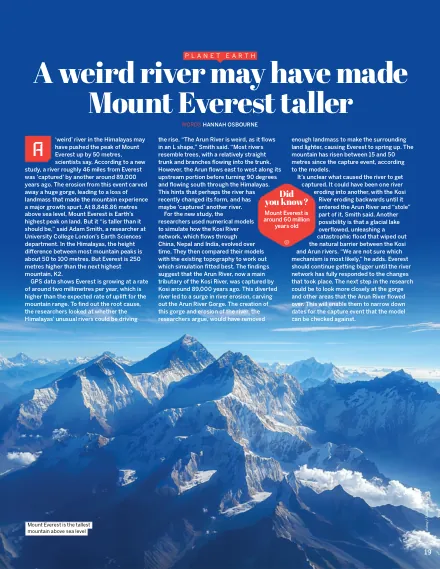 PLANET EARTH
A weird river may have made
Mount Everest taller
WORDS HANNAH OSBOURNE
A 'weird' river in the Himalayas may
have pushed the peak of Mount
Everest up by 50 metres,
scientists say. According to a new
study, a river roughly 46 miles from Everest
was 'captured' by another around 89,000
years ago. The erosion from this event carved
away a huge gorge, leading to a loss of
landmass that made the mountain experience
a major growth spurt. At 8,848.86 metres
above sea level, Mount Everest is Earth's
highest peak on land. But it "is taller than it
should be," said Adam Smith, a researcher at
University College London's Earth Sciences
department. In the Himalayas, the height
difference between most mountain peaks is
about 50 to 100 metres. But Everest is 250
metres higher than the next highest
mountain, K2.
GPS data shows Everest is growing at a rate
of around two millimetres per year, which is
higher than the expected rate of uplift for the
mountain range. To find out the root cause,
the researchers looked at whether the
Himalayas' unusual rivers could be driving
the rise. "The Arun River is weird, as it flows
in an L shape," Smith said. "Most rivers
resemble trees, with a relatively straight
trunk and branches flowing into the trunk.
However, the Arun flows east to west along its
upstream portion before turning 90 degrees
and flowing south through the Himalayas.
This hints that perhaps the river has
recently changed its form, and has
maybe 'captured' another river.
For the new study, the
researchers used numerical models
to simulate how the Kosi River
network, which flows through
China, Nepal and India, evolved over
time. They then compared their models
with the existing topography to work out
which simulation fitted best. The findings
suggest that the Arun River, now a main
tributary of the Kosi River, was captured by
Kosi around 89,000 years ago. This diverted
river led to a surge in river erosion, carving
out the Arun River Gorge. The creation of
this gorge and erosion of the river, the
researchers argue, would have removed
enough landmass to make the surrounding
land lighter, causing Everest to spring up. The
mountain has risen between 15 and 50
metres since the capture event, according
to the models.
It's unclear what caused the river to get
captured. It could have been one river
eroding into another, with the Kosi
River eroding backwards until it
entered the Arun River and "stole"
part of it, Smith said. Another
possibility is that a glacial lake
overflowed, unleashing a
catastrophic flood that wiped out
the natural barrier between the Kosi
and Arun rivers. "We are not sure which
mechanism is most likely," he adds. Everest
should continue getting bigger until the river
network has fully responded to the changes
that took place. The next step in the research
could be to look more closely at the gorge
and other areas that the Arun River flowed
over. This will enable them to narrow down
dates for the capture event that the model
can be checked against.
Did
you know?
Mount Everest is
around 60 million
years old
Mount Everest is the tallest
mountain above sea level
19